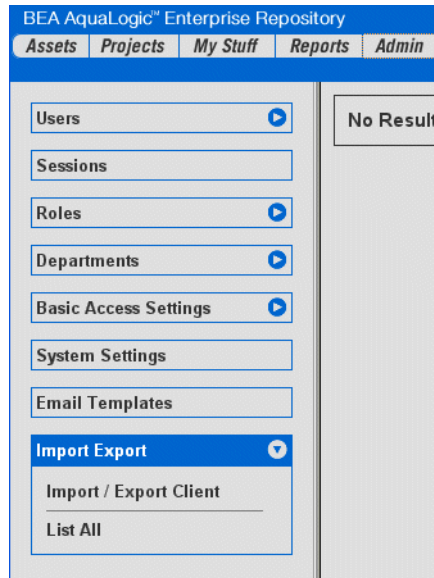 BEA AquaLogic™ Enterprise Repository
Assets Projects My Stuff Reports Admin
Users
No Result
Sessions
Roles
Departments
Basic Access Settings
System Settings
Email Templates
Import Export
Import / Export Client
List All